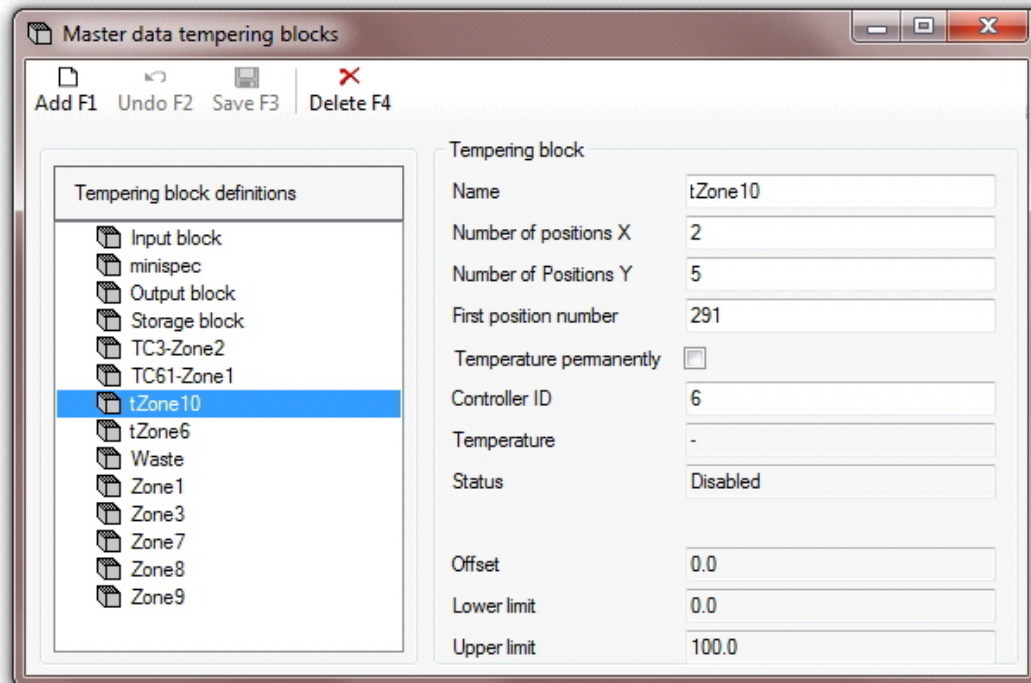 Master data tempering blocks
Add F1 Undo F2 Save F3 Delete F4
Tempering block definitions
Input block
minispec
Output block
Storage block
TC3-Zone2
TC61-Zone1
tZone10
tZone6
Waste
Zone1
Zone3
Zone7
Zone8
Zone9
Tempering block
Name tZone10
Number of positions X 2
Number of Positions Y 5
First position number 291
Temperature permanently
Controller ID 6
Temperature -
Status Disabled
Offset 0.0
Lower limit 0.0
Upper limit 100.0